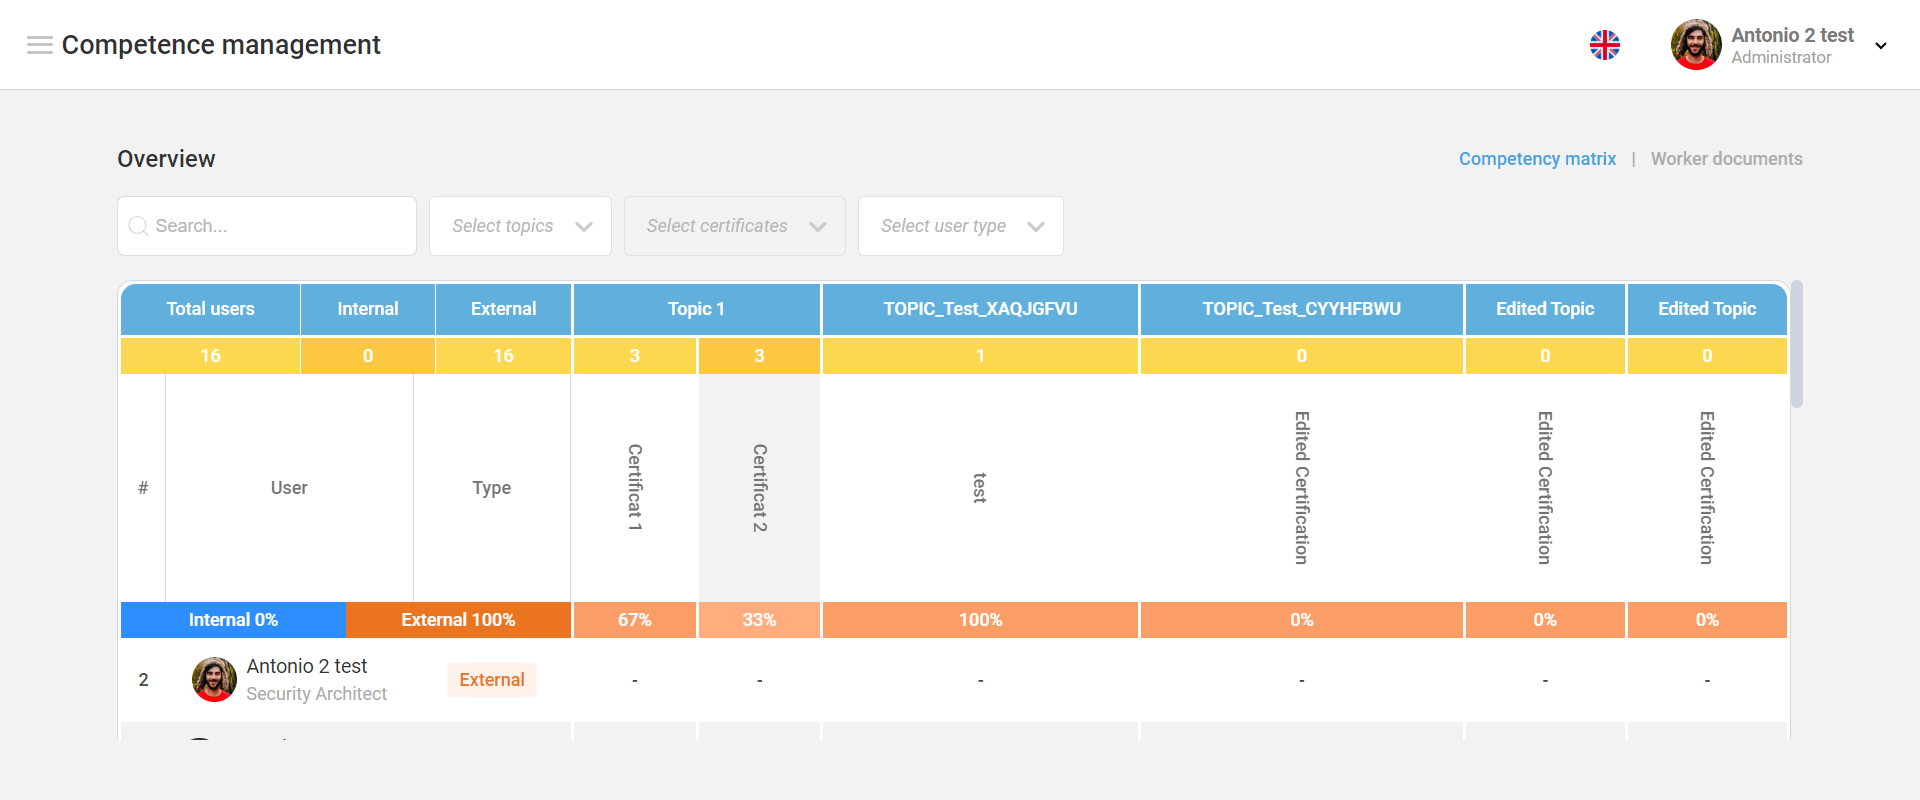 Competence management
Antonio 2 test
Administrator
Overview
Competency matrix | Worker documents
Search...
Select topics
Select certificates
Select user type
Total users Internal External Topic 1 TOPIC_Test_XAQJGFVU TOPIC_Test_CYYHFBWU Edited Topic Edited Topic
16 0 16 3 3 1 0 0 0
# User Type Certificat 1 Certificat 2 test Edited Certification Edited Certification Edited Certification
Internal 0% External 100% 67% 33% 100% 0% 0% 0%
2 Antonio 2 test External - - - - - -
Security Architect